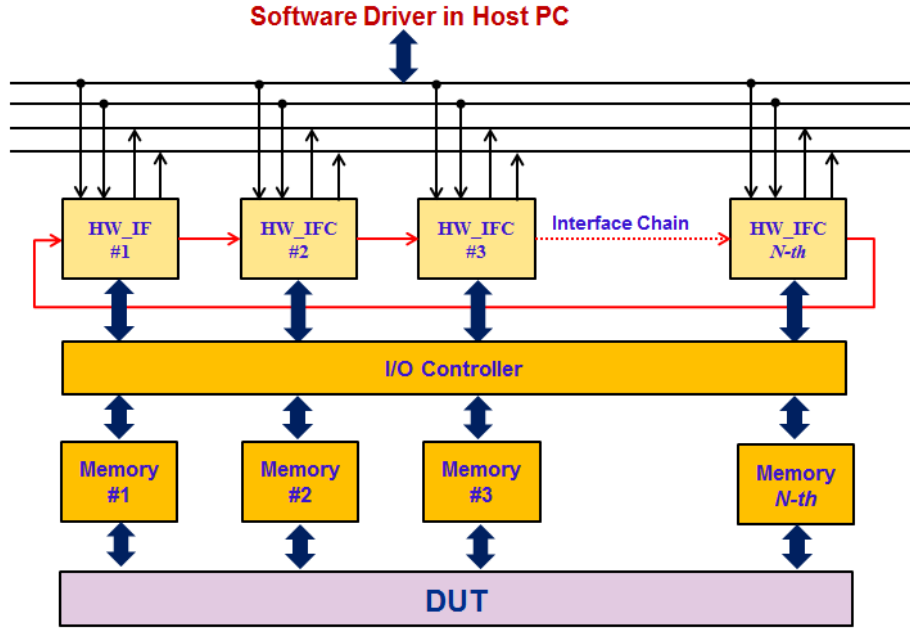 Software Driver in Host PC
HW_IF
#1
HW_IFC
#2
HW_IFC
#3
Interface Chain
HW_IFC
N-th
I/O Controller
Memory
#1
Memory
#2
Memory
#3
Memory
N-th
DUT